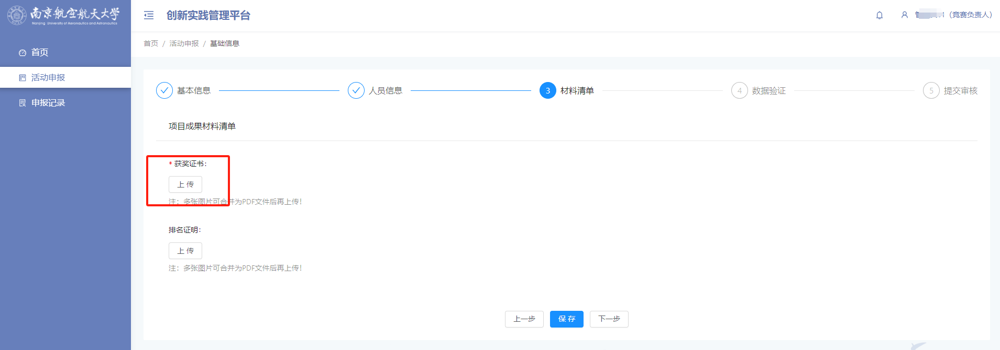 南京航空航天大学
Nanjing University of Aeronautics and Astronautics
创新实践管理平台
（竞赛负责人）
首页
活动申报
申报记录
首页 / 活动申报 / 基础信息
基本信息
人员信息
3 材料清单
4 数据验证
5 提交审核
项目成果材料清单
* 获奖证书:
上 传
注：多张图片可合并为PDF文件后再上传！
排名证明:
上 传
注：多张图片可合并为PDF文件后再上传！
上一步
保 存
下一步